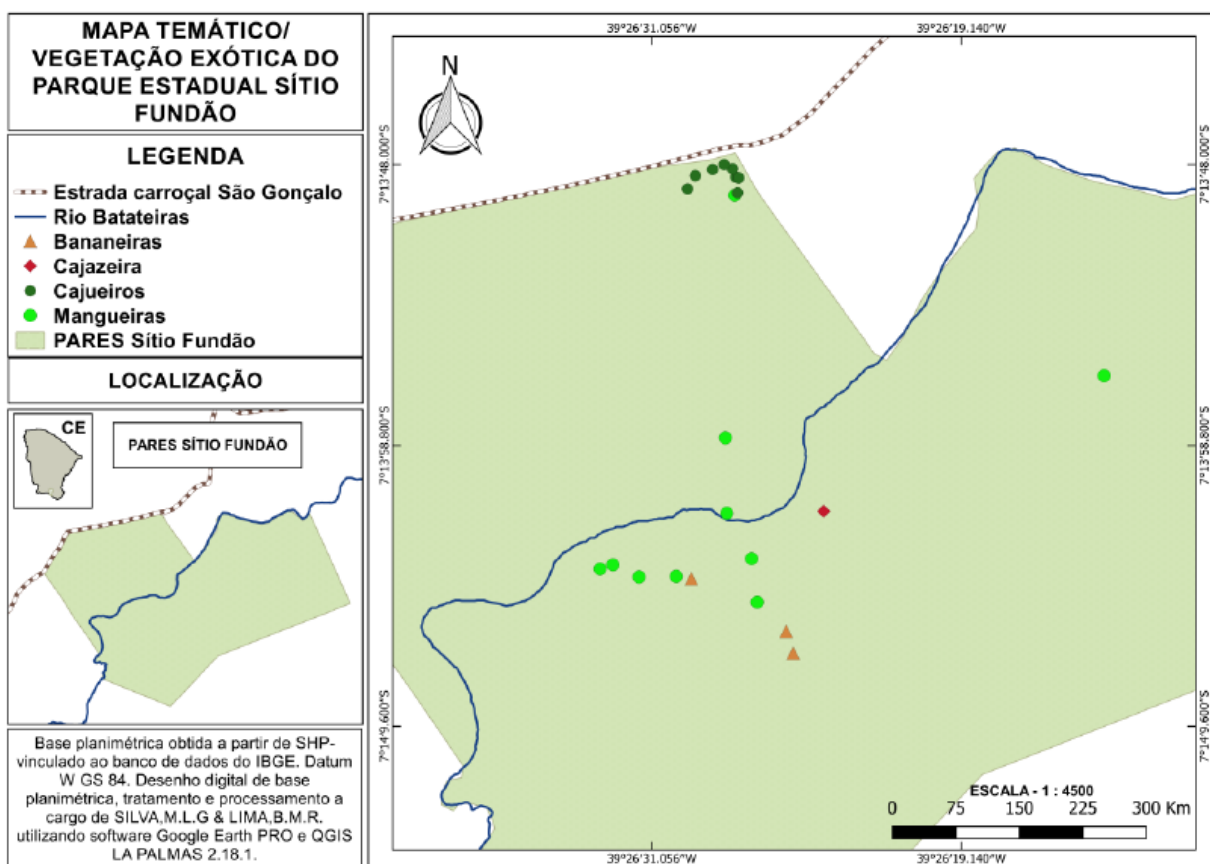 MAPA TEMÁTICO/
VEGETAÇÃO EXÓTICA DO
PARQUE ESTADUAL SÍTIO
FUNDÃO
LEGENDA
Estrada carroçal São Gonçalo
Rio Batateiras
Bananeiras
Cajazeira
Cajueiros
Mangueiras
PARES Sítio Fundão
LOCALIZAÇÃO
CE
PARES SÍTIO FUNDÃO
Base planimétrica obtida a partir de SHP-
vinculado ao banco de dados do IBGE. Datum
W GS 84. Desenho digital de base
planimétrica, tratamento e processamento a
cargo de SILVA,M.L.G & LIMA,B.M.R.
utilizando software Google Earth PRO e QGIS
LA PALMAS 2.18.1.
39°26'31.056"W
39°26'19.140"W
N
7°13'48.000"S
7°13'48.000"S
7°13'58.800"S
7°13'58.800"S
7°14'9.600"S
7°14'9.600"S
ESCALA - 1 : 4500
0 75 150 225 300 Km
39°26'31.056"W
39°26'19.140"W